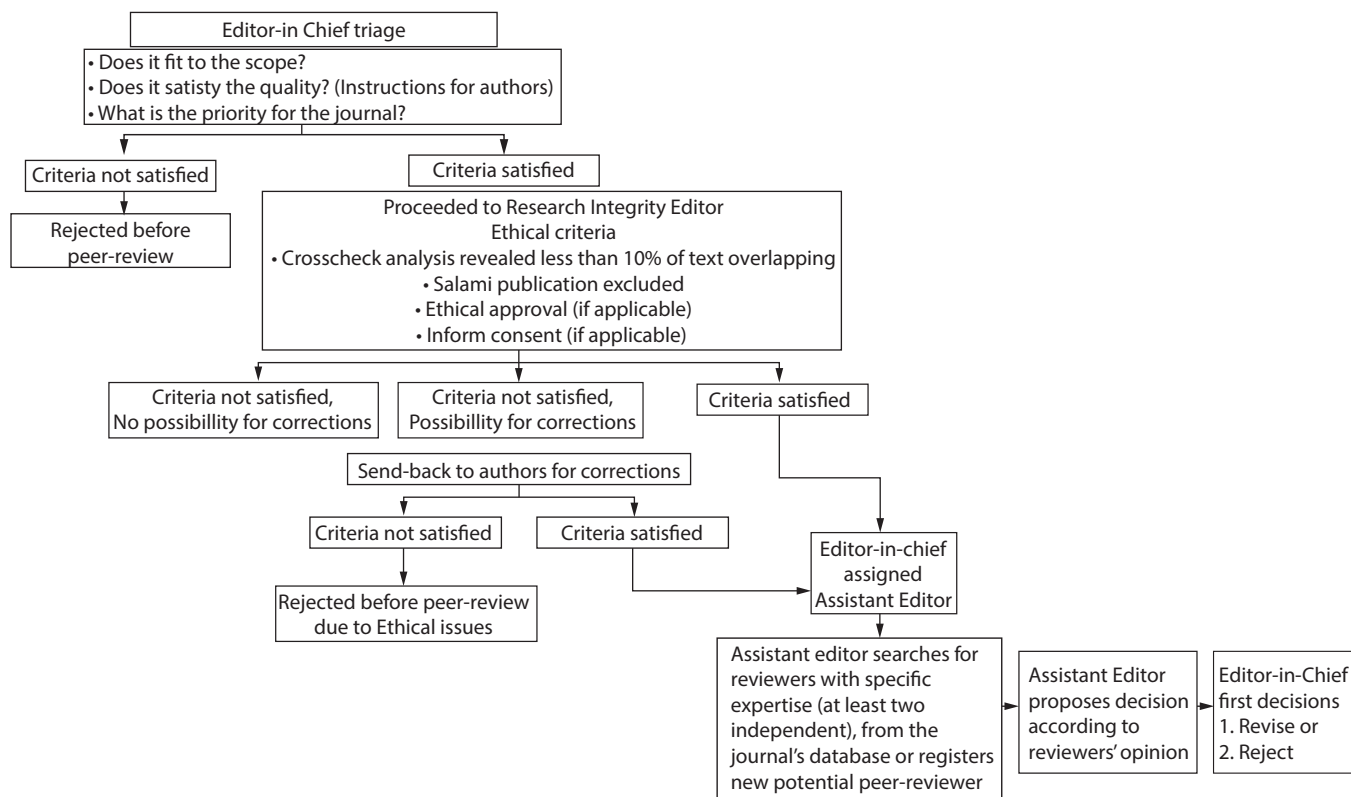 Editor-in Chief triage
• Does it fit to the scope?
• Does it satisty the quality? (Instructions for authors)
• What is the priority for the journal?
Criteria not satisfied
Criteria satisfied
Rejected before
peer-review
Proceeded to Research Integrity Editor
Ethical criteria
• Crosscheck analysis revealed less than 10% of text overlapping
• Salami publication excluded
• Ethical approval (if applicable)
• Inform consent (if applicable)
Criteria not satisfied,
No possibillity for corrections
Criteria not satisfied,
Possibillity for corrections
Criteria satisfied
Send-back to authors for corrections
Criteria not satisfied
Criteria satisfied
Rejected before peer-review
due to Ethical issues
Editor-in-chief
assigned
Assistant Editor
Assistant editor searches for
reviewers with specific
expertise (at least two
independent), from the
journal's database or registers
new potential peer-reviewer
Assistant Editor
proposes decision
according to
reviewers' opinion
Editor-in-Chief
first decisions
1. Revise or
2. Reject